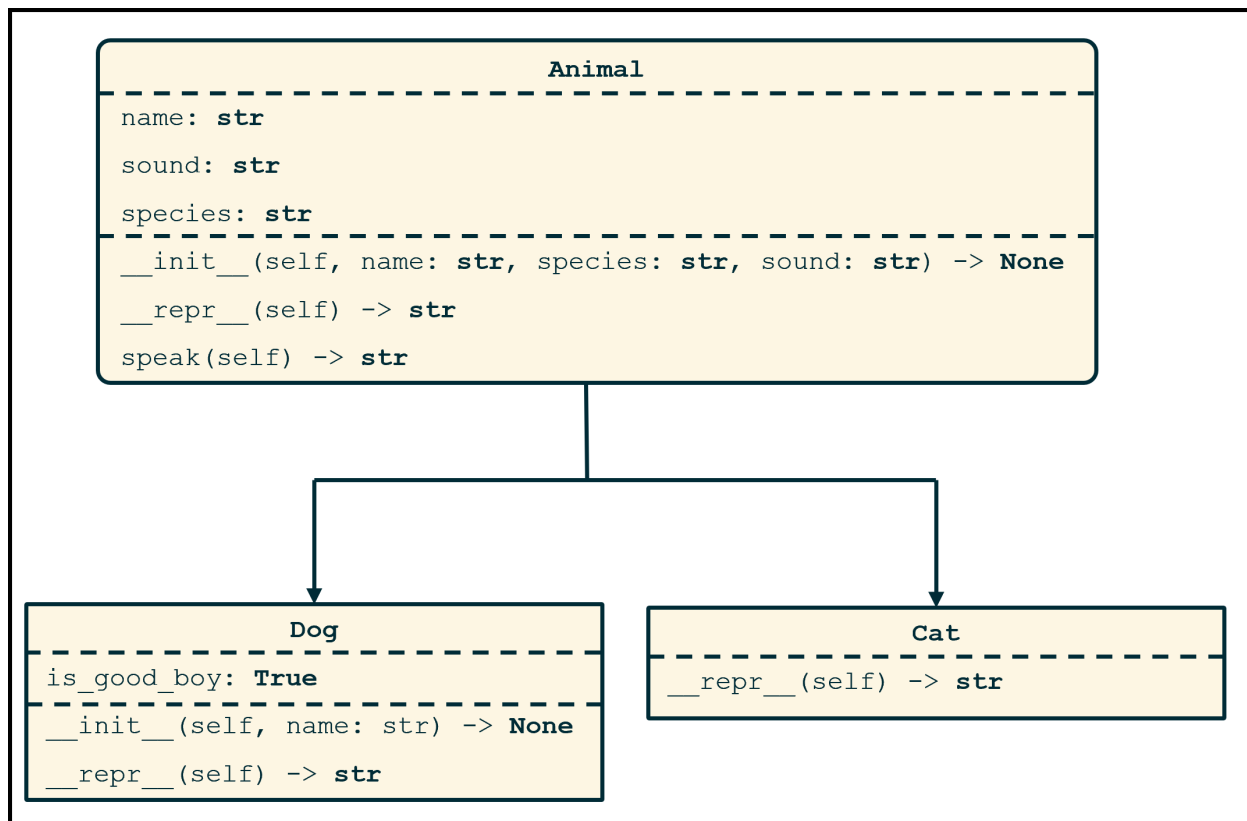 Animal
name: str
sound: str
species: str
__init__(self, name: str, species: str, sound: str) -> None
__repr__(self) -> str
speak(self) -> str
Dog
is_good_boy: True
__init__(self, name: str) -> None
__repr__(self) -> str
Cat
__repr__(self) -> str